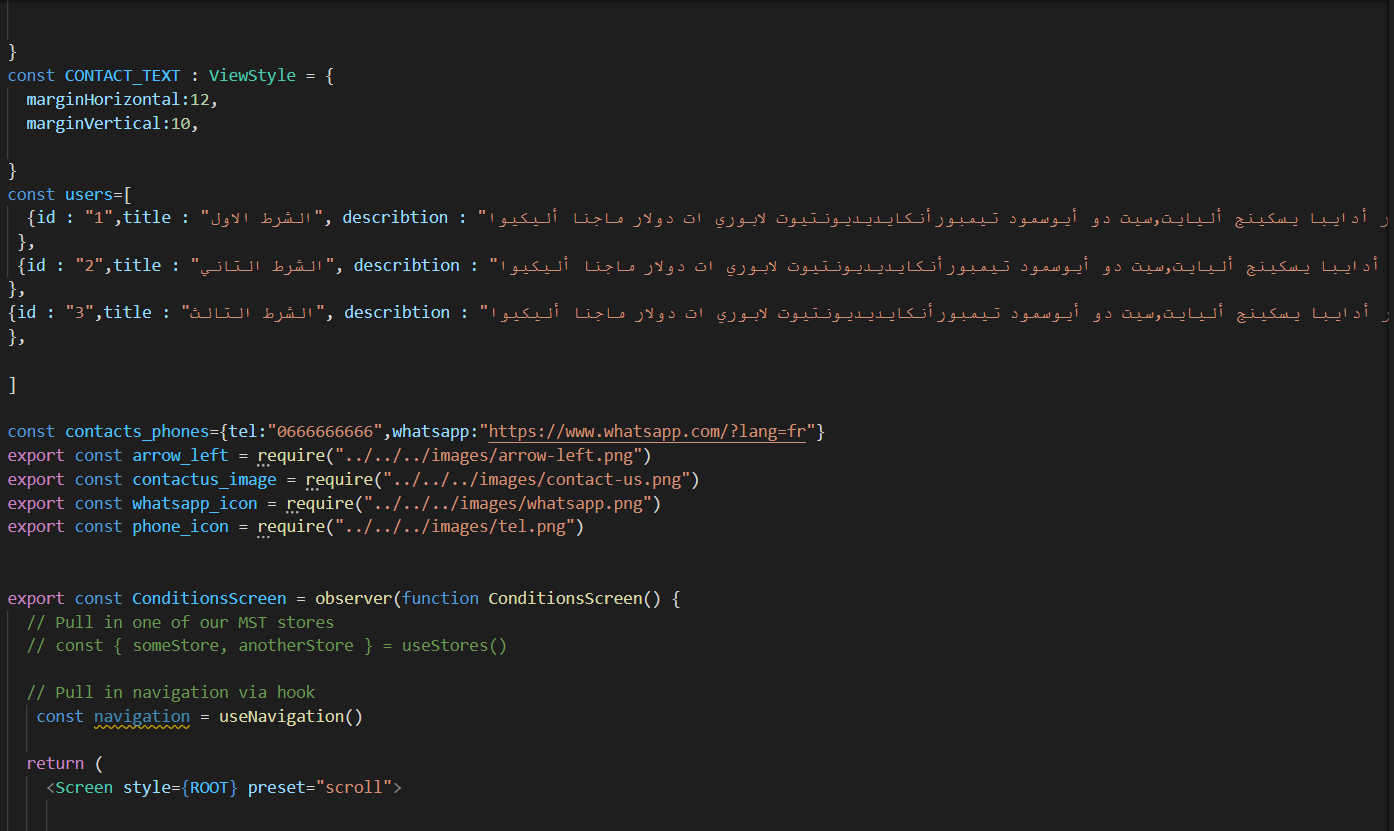 }
const CONTACT_TEXT : ViewStyle = {
marginHorizontal:12,
marginVertical:10,
}
const users=[
{id : "1",title : "الشرط الاول", describtion : "ر أدايبا يسكينج أليايت,سيت دو أيوسمود تيمبورأنكايديديونتيوت لابوري ات دولار ماجنا أليكيوا
},
{id : "2",title : "الشرط التاني", describtion : "أدايبا يسكينج أليايت,سيت دو أيوسمود تيمبورأنكايديديونتيوت لابوري ات دولار ماجنا أليكيوا
},
{id : "3",title : "الشرط التالث", describtion : "ر أدايبا يسكينج أليايت,سيت دو أيوسمود تيمبورأنكايديديونتيوت لابوري ات دولار ماجنا أليكيوا
},
]
const contacts_phones={tel:"0666666666",whatsapp:"https://www.whatsapp.com/?lang=fr"}
export const arrow_left = require("../../../images/arrow-left.png")
export const contactus_image = require("../../../images/contact-us.png")
export const whatsapp_icon = require("../../../images/whatsapp.png")
export const phone_icon = require("../../../images/tel.png")
export const ConditionsScreen = observer(function ConditionsScreen() {
// Pull in one of our MST stores
// const { someStore, anotherStore } = useStores()
// Pull in navigation via hook
const navigation = useNavigation()
return (
<Screen style={ROOT} preset="scroll">